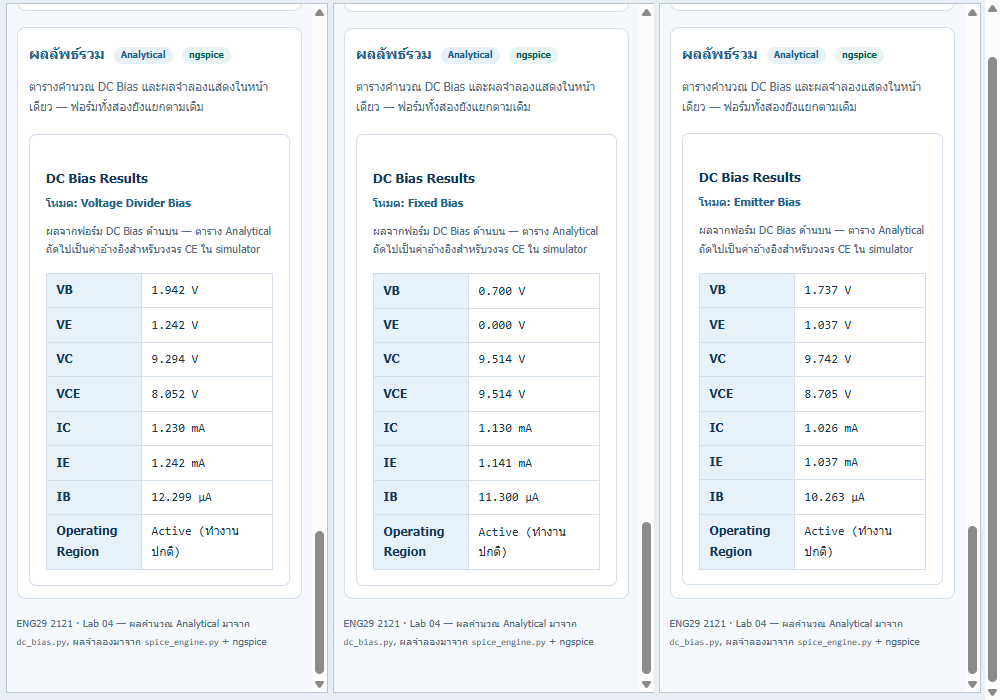 ผลลัพธ์รวม Analytical ngspice
ตารางคำนวณ DC Bias และผลจำลองแสดงในหน้า
เดียว — ฟอร์มทั้งสองยังแยกตามเดิม
DC Bias Results
โหมด: Voltage Divider Bias
ผลจากฟอร์ม DC Bias ด้านบน — ตาราง Analytical
ถัดไปเป็นค่าอ้างอิงสำหรับวงจร CE ใน simulator
VB 1.942 V
VE 1.242 V
VC 9.294 V
VCE 8.052 V
IC 1.230 mA
IE 1.242 mA
IB 12.299 μA
Operating Active (ทำงาน
Region ปกติ)
ENG29 2121 · Lab 04 — ผลคำนวณ Analytical มาจาก
dc_bias.py, ผลจำลองมาจาก spice_engine.py + ngspice
ผลลัพธ์รวม Analytical ngspice
ตารางคำนวณ DC Bias และผลจำลองแสดงในหน้า
เดียว — ฟอร์มทั้งสองยังแยกตามเดิม
DC Bias Results
โหมด: Fixed Bias
ผลจากฟอร์ม DC Bias ด้านบน — ตาราง Analytical
ถัดไปเป็นค่าอ้างอิงสำหรับวงจร CE ใน simulator
VB 0.700 V
VE 0.000 V
VC 9.514 V
VCE 9.514 V
IC 1.130 mA
IE 1.141 mA
IB 11.300 μA
Operating Active (ทำงาน
Region ปกติ)
ENG29 2121 · Lab 04 — ผลคำนวณ Analytical มาจาก
dc_bias.py, ผลจำลองมาจาก spice_engine.py + ngspice
ผลลัพธ์รวม Analytical ngspice
ตารางคำนวณ DC Bias และผลจำลองแสดงในหน้า
เดียว — ฟอร์มทั้งสองยังแยกตามเดิม
DC Bias Results
โหมด: Emitter Bias
ผลจากฟอร์ม DC Bias ด้านบน — ตาราง Analytical
ถัดไปเป็นค่าอ้างอิงสำหรับวงจร CE ใน simulator
VB 1.737 V
VE 1.037 V
VC 9.742 V
VCE 8.705 V
IC 1.026 mA
IE 1.037 mA
IB 10.263 μA
Operating Active (ทำงาน
Region ปกติ)
ENG29 2121 · Lab 04 — ผลคำนวณ Analytical มาจาก
dc_bias.py, ผลจำลองมาจาก spice_engine.py + ngspice